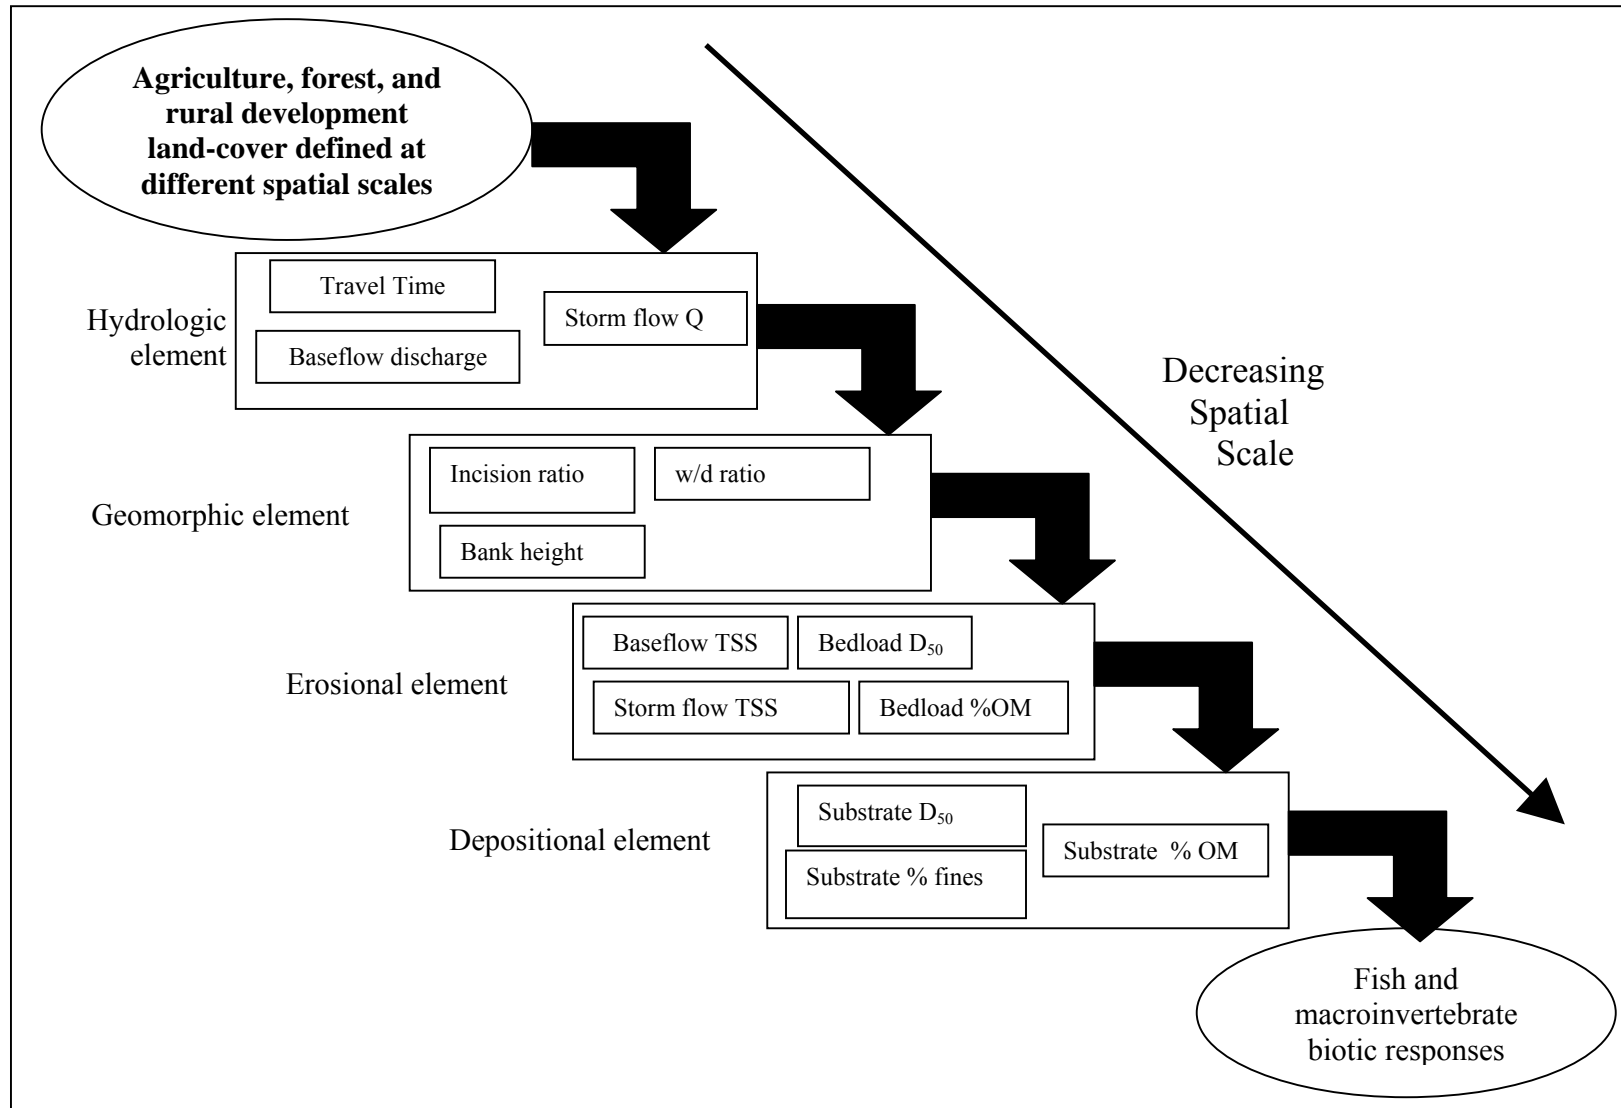 Agriculture, forest, and
rural development
land-cover defined at
different spatial scales
Travel Time
Storm flow Q
Baseflow discharge
Hydrologic
element
Decreasing
Spatial
Scale
Incision ratio
w/d ratio
Bank height
Geomorphic element
Baseflow TSS
Bedload D₅₀
Storm flow TSS
Bedload %OM
Erosional element
Substrate D₅₀
Substrate % OM
Substrate % fines
Depositional element
Fish and
macroinvertebrate
biotic responses